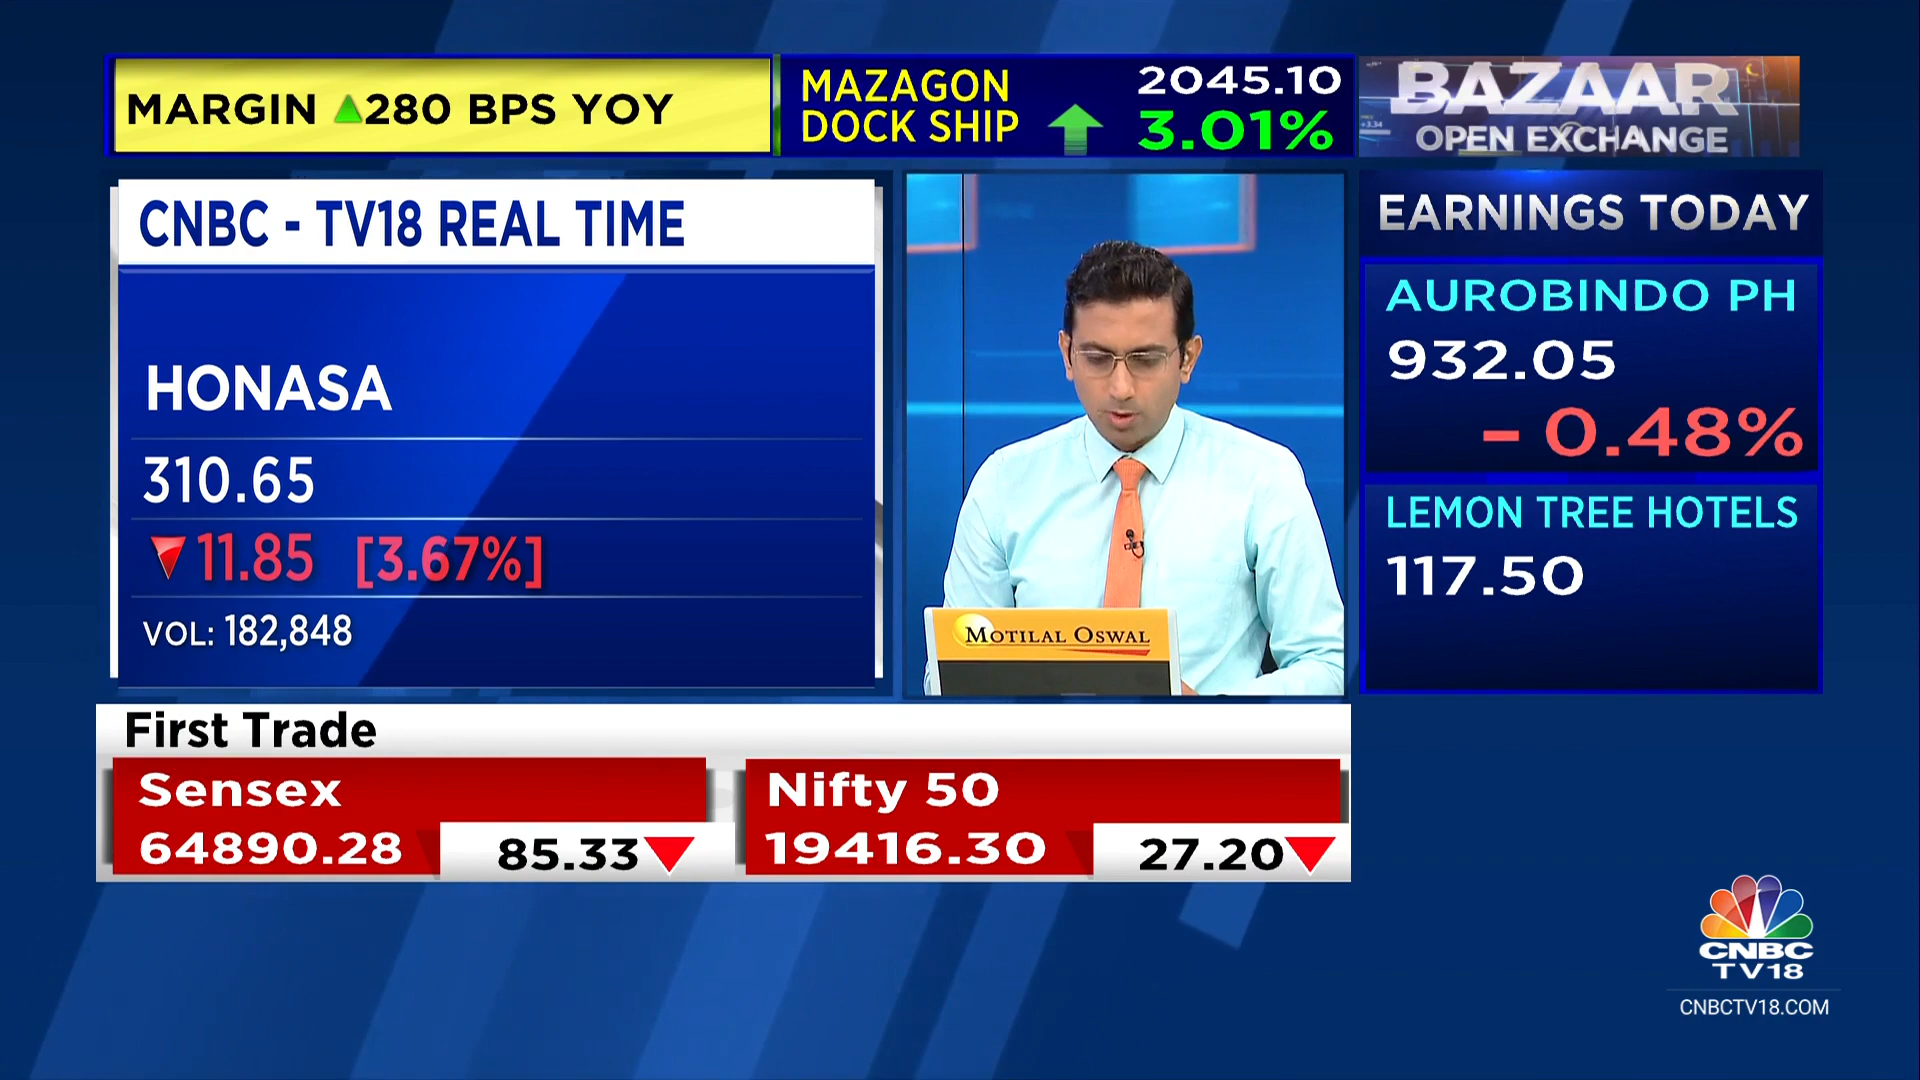 MARGIN ▲280 BPS YOY
MAZAGON
DOCK SHIP
2045.10
3.01%
BAZAAR
OPEN EXCHANGE
CNBC - TV18 REAL TIME
HONASA
310.65
▼11.85 [3.67%]
VOL: 182,848
MOTILAL OSWAL
EARNINGS TODAY
AUROBINDO PH
932.05
- 0.48%
LEMON TREE HOTELS
117.50
First Trade
Sensex
64890.28
85.33▼
Nifty 50
19416.30
27.20▼
CNBC
TV18
CNBCTV18.COM